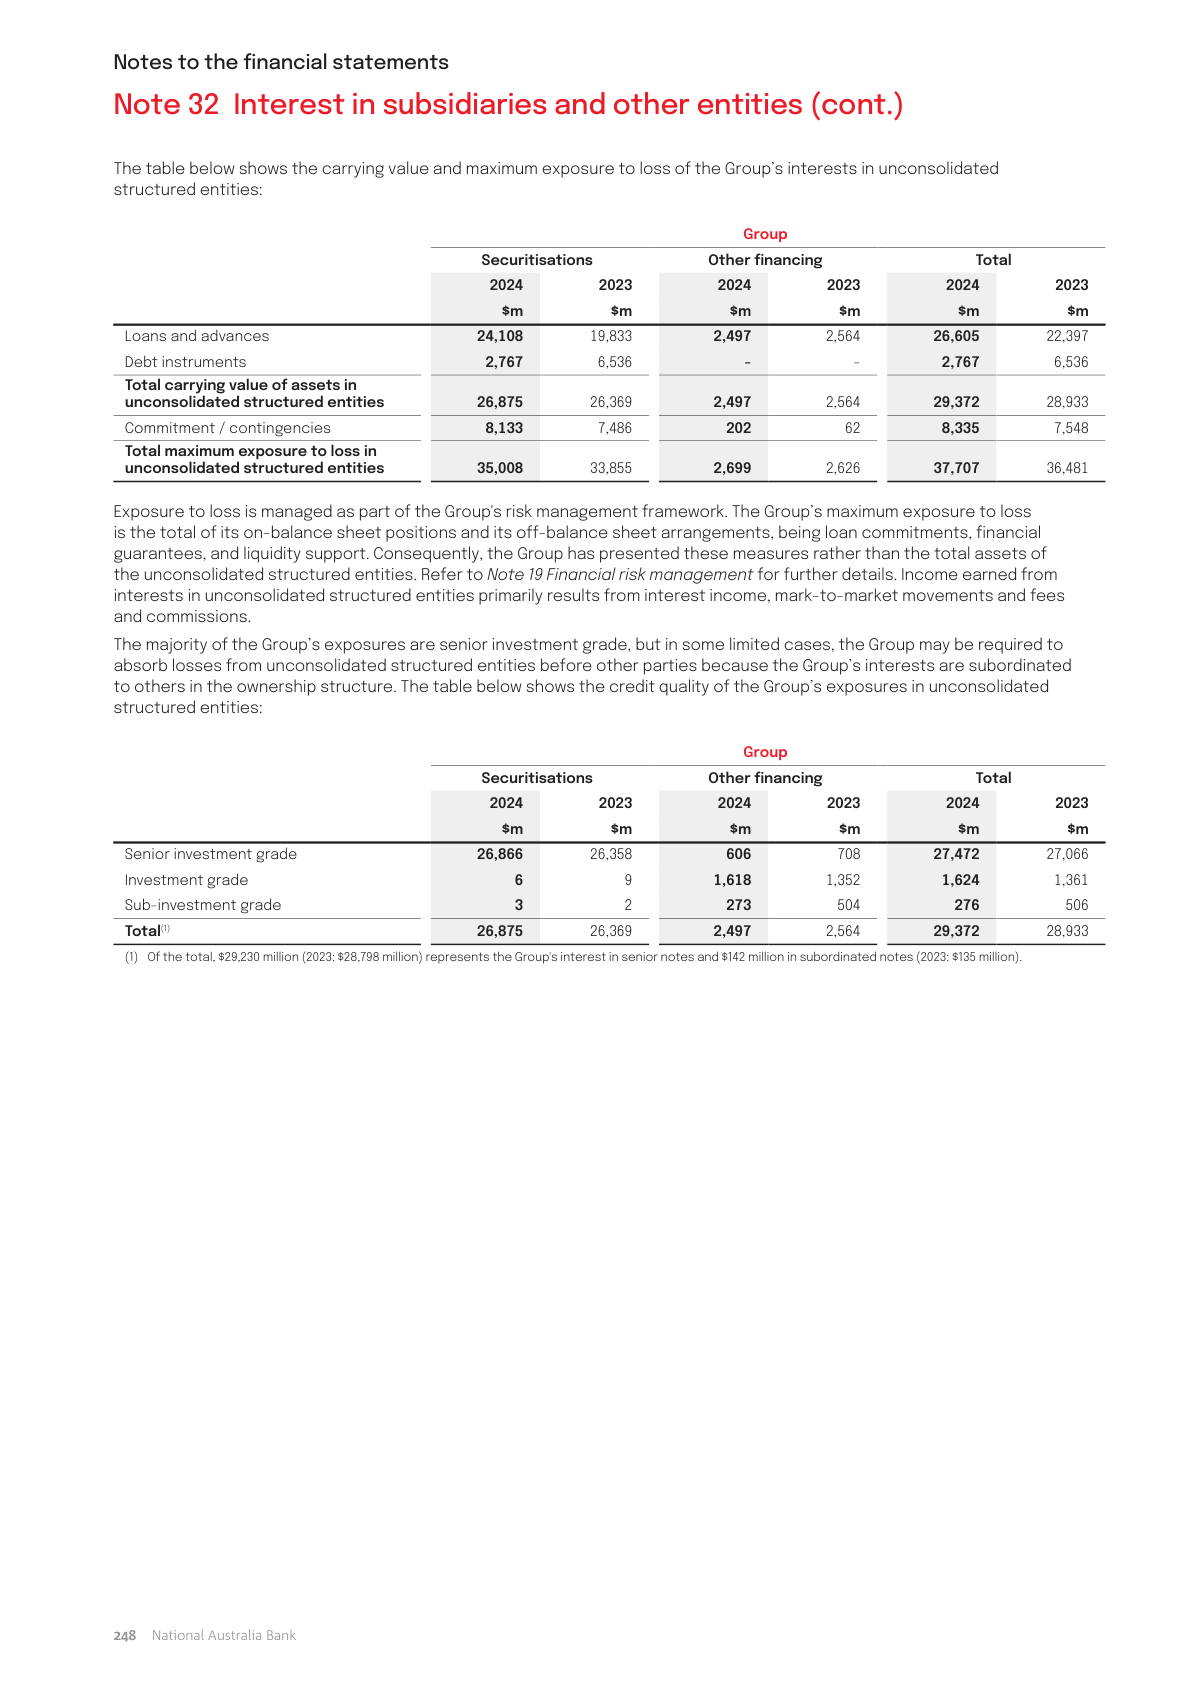 Notes to the financial statements
Note 32 Interest in subsidiaries and other entities (cont.)
The table below shows the carrying value and maximum exposure to loss of the Group’s interests in unconsolidated
structured entities:
Group
Securitisations Other financing Total
2024 2023 2024 2023 2024 2023
$m $m $m $m $m $m
Loans and advances 24,108 19,833 2,497 2,564 26,605 22,397
Debt instruments 2,767 6,536 – – 2,767 6,536
Total carrying value of assets in
unconsolidated structured entities 26,875 26,369 2,497 2,564 29,372 28,933
Commitment / contingencies 8,133 7,486 202 62 8,335 7,548
Total maximum exposure to loss in
unconsolidated structured entities 35,008 33,855 2,699 2,626 37,707 36,481
Exposure to loss is managed as part of the Group's risk management framework. The Group’s maximum exposure to loss
is the total of its on-balance sheet positions and its off-balance sheet arrangements, being loan commitments, financial
guarantees, and liquidity support. Consequently, the Group has presented these measures rather than the total assets of
the unconsolidated structured entities. Refer to Note 19 Financial risk management for further details. Income earned from
interests in unconsolidated structured entities primarily results from interest income, mark-to-market movements and fees
and commissions.
The majority of the Group’s exposures are senior investment grade, but in some limited cases, the Group may be required to
absorb losses from unconsolidated structured entities before other parties because the Group’s interests are subordinated
to others in the ownership structure. The table below shows the credit quality of the Group’s exposures in unconsolidated
structured entities:
Group
Securitisations Other financing Total
2024 2023 2024 2023 2024 2023
$m $m $m $m $m $m
Senior investment grade 26,866 26,358 606 708 27,472 27,066
Investment grade 6 9 1,618 1,352 1,624 1,361
Sub-investment grade 3 2 273 504 276 506
Total(1) 26,875 26,369 2,497 2,564 29,372 28,933
(1) Of the total, $29,230 million (2023: $28,798 million) represents the Group's interest in senior notes and $142 million in subordinated notes (2023: $135 million).
248 National Australia Bank